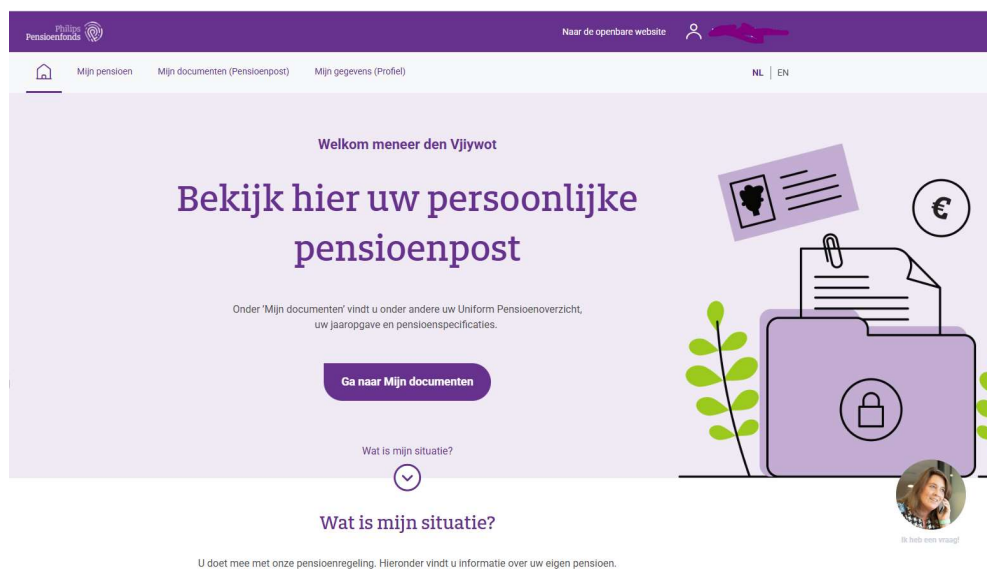 Philips
Pensioenfonds
Naar de openbare website
Mijn pensioen
Mijn documenten (Pensioenpost)
Mijn gegevens (Profiel)
NL | EN
Welkom meneer den Vjiywot
Bekijk hier uw persoonlijke
pensioenpost
€
Onder 'Mijn documenten' vindt u onder andere uw Uniform Pensioenoverzicht,
uw jaaropgave en pensioenspecificaties.
Ga naar Mijn documenten
Wat is mijn situatie?
Wat is mijn situatie?
Ik heb een vraag!
U doet mee met onze pensioenregeling. Hieronder vindt u informatie over uw eigen pensioen.